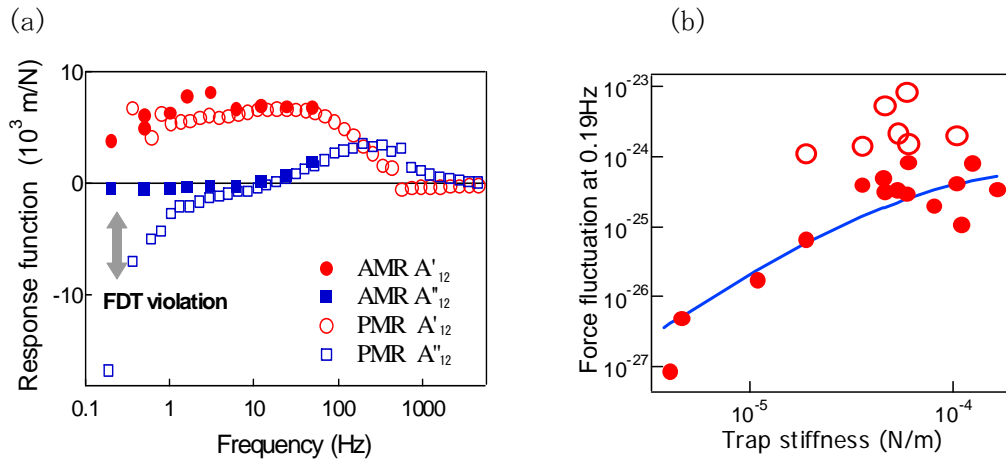 (a)
(b)
Response function (10³ m/N)
10
0
-10
0.1 1 10 100 1000
Frequency (Hz)
FDT violation
AMR A'₁₂
AMR A"₁₂
PMR A'₁₂
PMR A"₁₂
Force fluctuation at 0.19Hz
10⁻²³
10⁻²⁴
10⁻²⁵
10⁻²⁶
10⁻²⁷
10⁻⁵ 10⁻⁴
Trap stiffness (N/m)